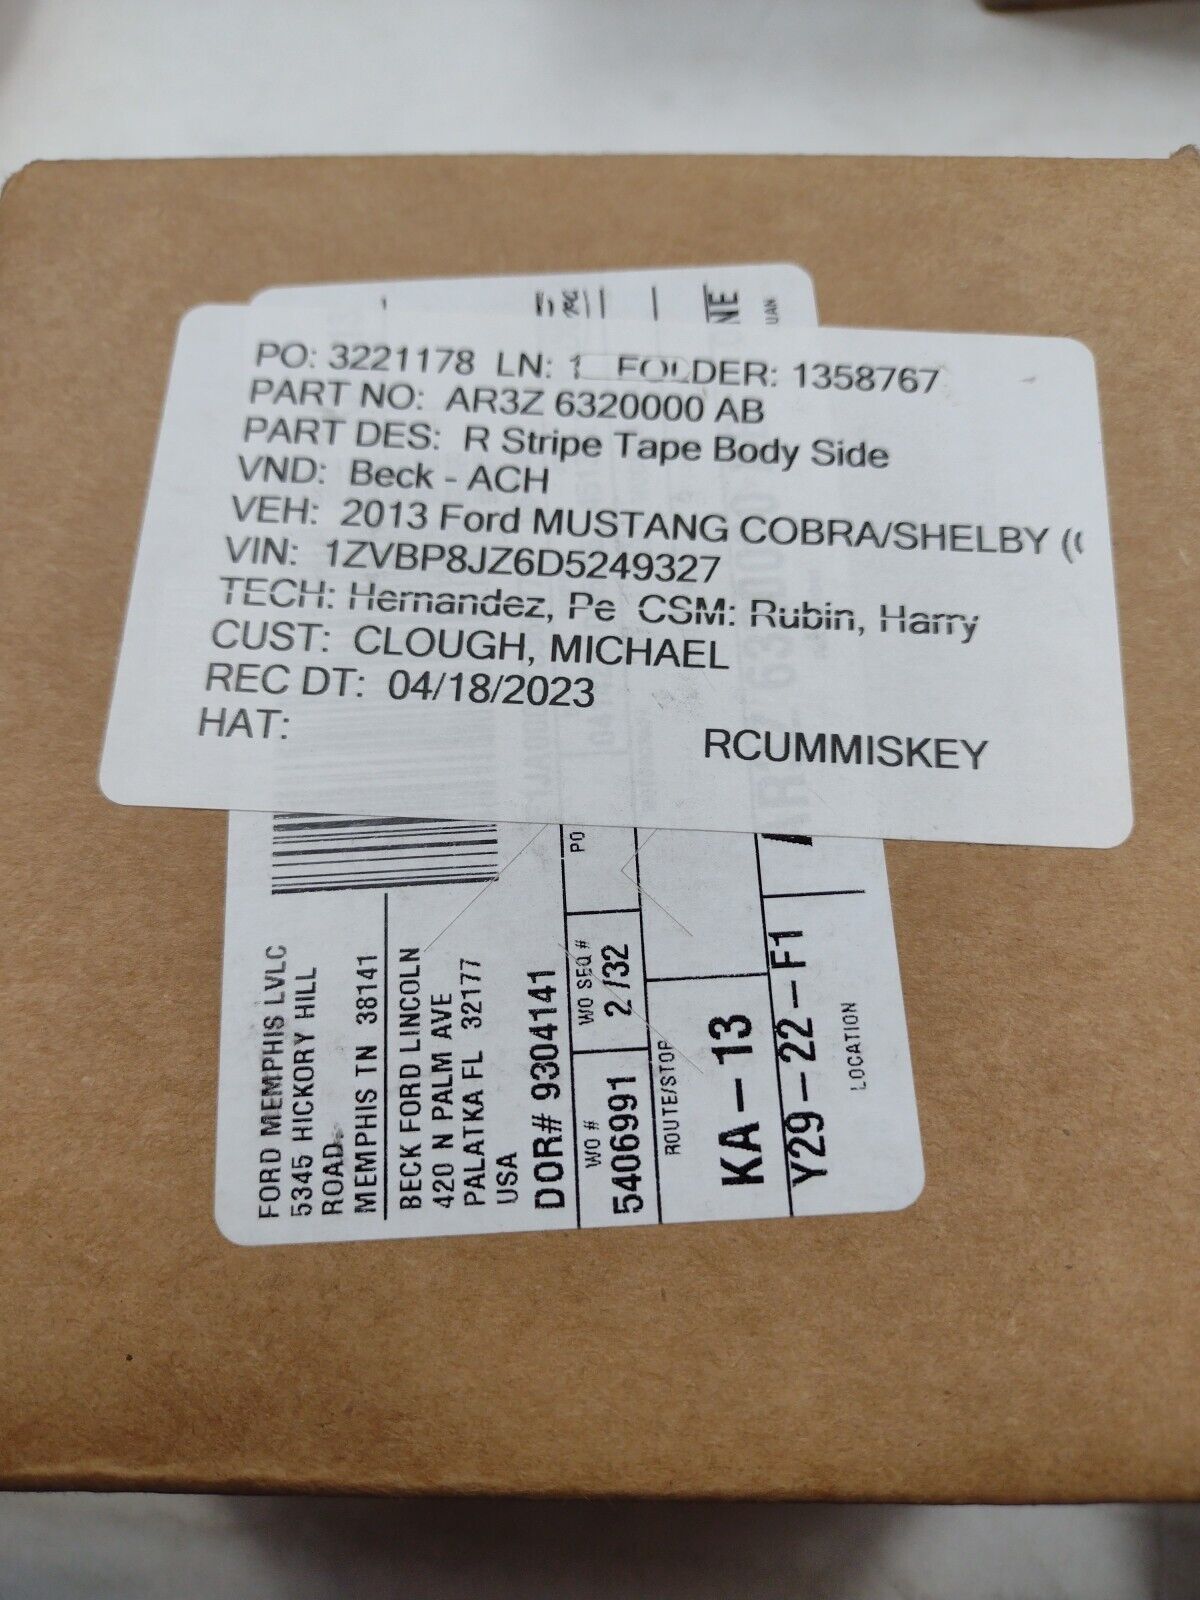 PO: 3221178 LN: 1 FOLDER: 1358767
PART NO: AR3Z 6320000 AB
PART DES: R Stripe Tape Body Side
VND: Beck - ACH
VEH: 2013 Ford MUSTANG COBRA/SHELBY ((
VIN: 1ZVBP8JZ6D5249327
TECH: Hernandez, Pe CSM: Rubin, Harry
CUST: CLOUGH, MICHAEL
REC DT: 04/18/2023
HAT:
RCUMMISKEY
FORD MEMPHIS LVLC
5345 HICKORY HILL
ROAD.
MEMPHIS TN 38141
BECK FORD LINCOLN
420 N PALM AVE
PALATKA FL 32177
USA
DOR# 9304141
WO #
5406991
WO SEQ #
2/32
PO
ROUTE/STOP
KA-13
Y29-22-F1
LOCATION
NE
UAN